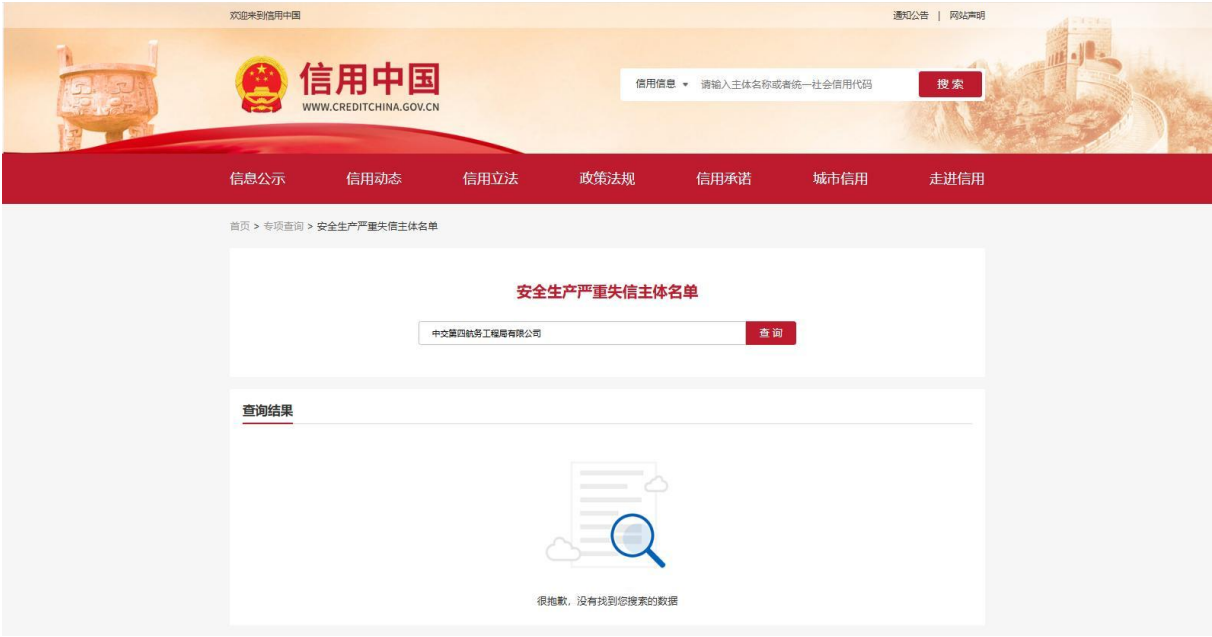 欢迎来到信用中国
通知公告 | 网站声明
信用中国
WWW.CREDITCHINA.GOV.CN
信用信息 请输入主体名称或者统一社会信用代码 搜索
信息公示 信用动态 信用立法 政策法规 信用承诺 城市信用 走进信用
首页 > 专项查询 > 安全生产严重失信主体名单
安全生产严重失信主体名单
中交第四航务工程局有限公司 查询
查询结果
很抱歉，没有找到您搜索的数据